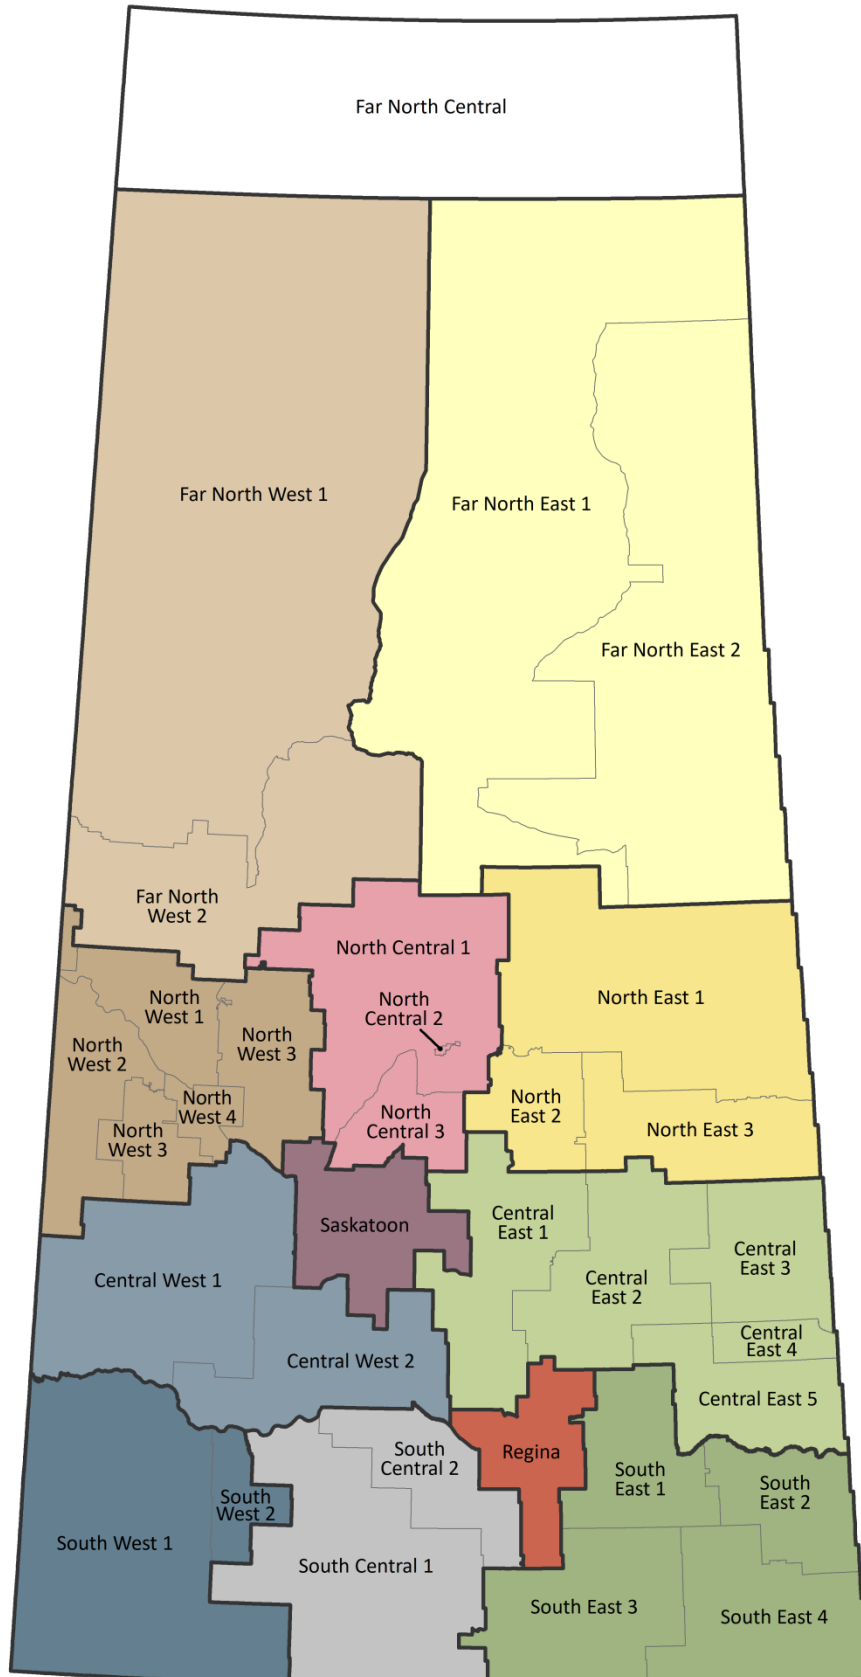 Far North Central
Far North West 1
Far North East 1
Far North East 2
Far North
West 2
North Central 1
North
Central 2
North East 1
North
West 1
North
West 2
North
West 3
North
West 4
North
West 3
North
East 2
North
Central 3
North East 3
Saskatoon
Central
East 1
Central
East 2
Central
East 3
Central West 1
Central
East 4
Central West 2
Central East 5
South
Central 2
Regina
South
East 1
South
East 2
South
West 2
South West 1
South Central 1
South East 3
South East 4